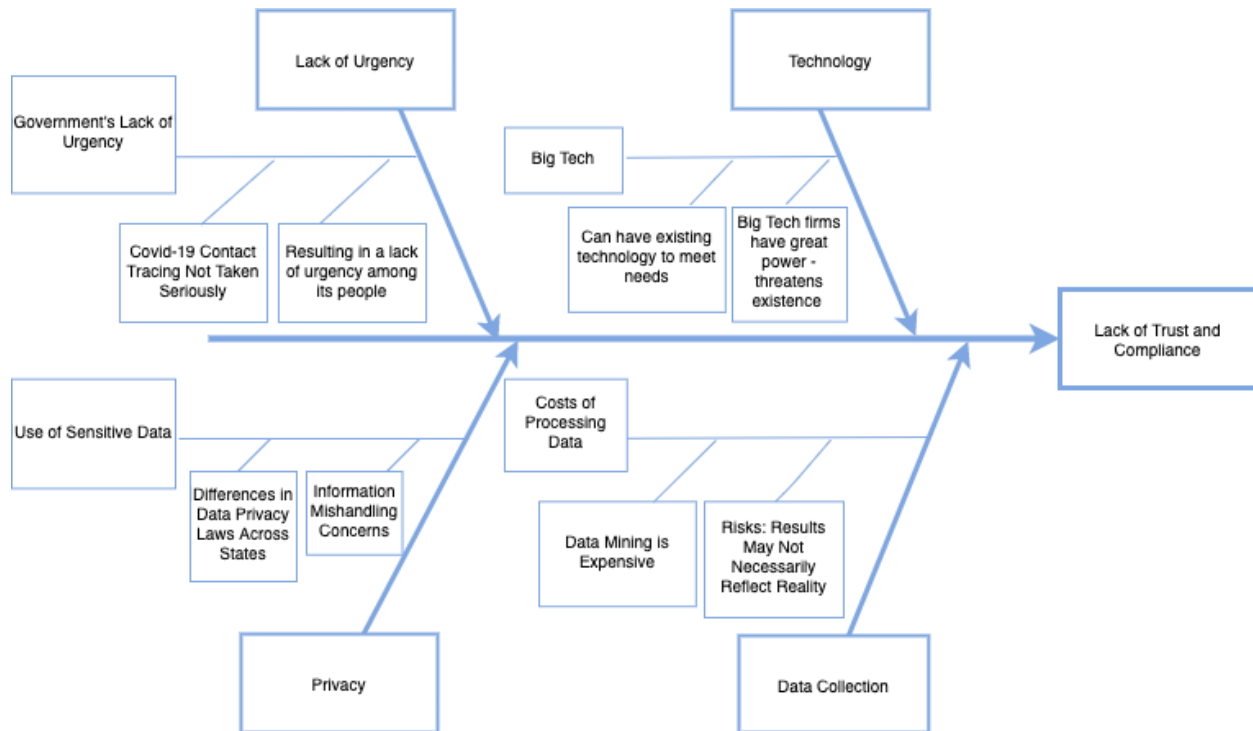 Lack of Urgency
Technology
Government's Lack of
Urgency
Big Tech
Covid-19 Contact
Tracing Not Taken
Seriously
Resulting in a lack
of urgency among
its people
Can have existing
technology to meet
needs
Big Tech firms
have great
power -
threatens
existence
Lack of Trust and
Compliance
Use of Sensitive Data
Costs of
Processing
Data
Differences in
Data Privacy
Laws Across
States
Information
Mishandling
Concerns
Data Mining is
Expensive
Risks: Results
May Not
Necessarily
Reflect Reality
Privacy
Data Collection